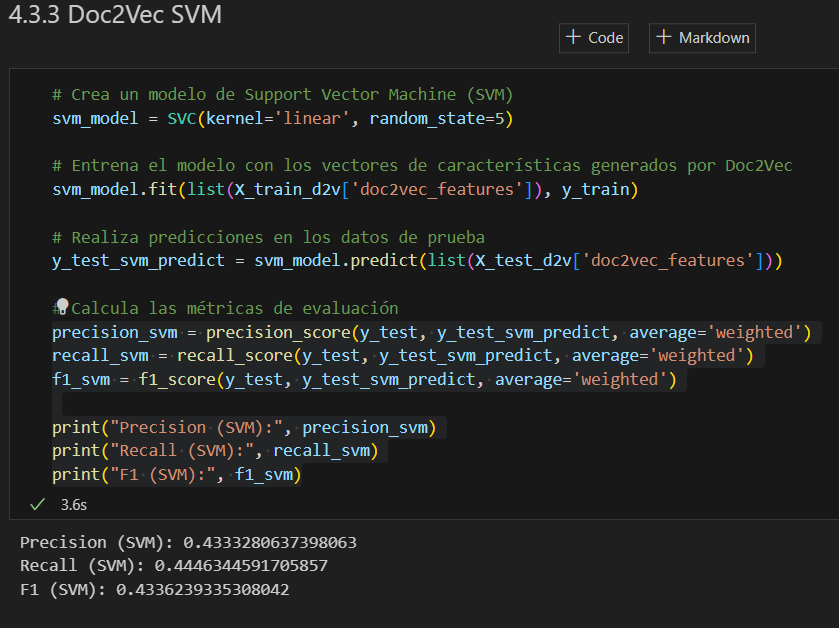 4.3.3 Doc2Vec SVM
+ Code + Markdown
# Crea un modelo de Support Vector Machine (SVM)
svm_model = SVC(kernel='linear', random_state=5)
# Entrena el modelo con los vectores de características generados por Doc2Vec
svm_model.fit(list(X_train_d2v['doc2vec_features']), y_train)
# Realiza predicciones en los datos de prueba
y_test_svm_predict = svm_model.predict(list(X_test_d2v['doc2vec_features']))
# Calcula las métricas de evaluación
precision_svm = precision_score(y_test, y_test_svm_predict, average='weighted')
recall_svm = recall_score(y_test, y_test_svm_predict, average='weighted')
f1_svm = f1_score(y_test, y_test_svm_predict, average='weighted')
print("Precision (SVM):", precision_svm)
print("Recall (SVM):", recall_svm)
print("F1 (SVM):", f1_svm)
3.6s
Precision (SVM): 0.4333280637398063
Recall (SVM): 0.4446344591705857
F1 (SVM): 0.4336239335308042